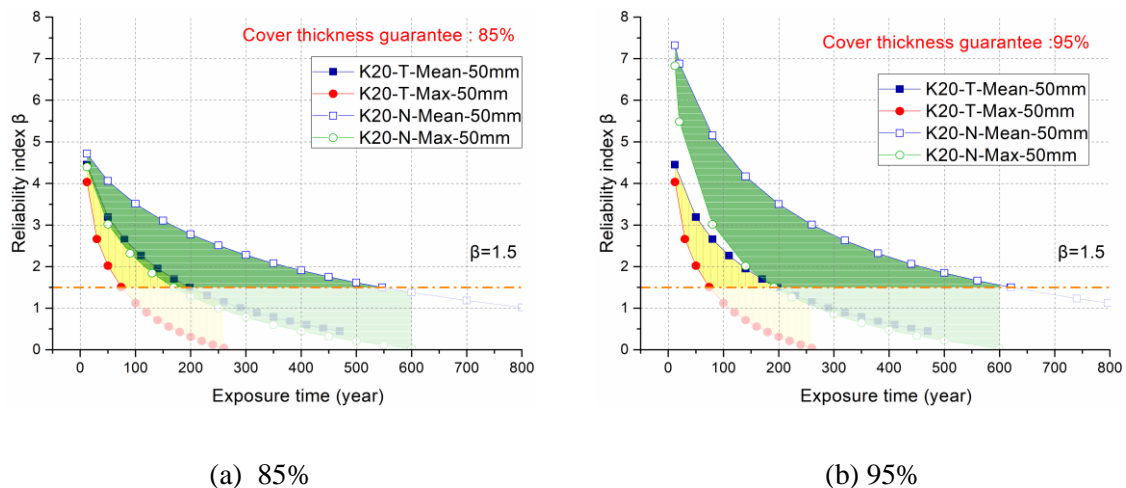 8
Cover thickness guarantee : 85%
7
K20-T-Mean-50mm
K20-T-Max-50mm
K20-N-Mean-50mm
K20-N-Max-50mm
6
5
4
3
2
1
0
Reliability index β
β=1.5
0 100 200 300 400 500 600 700 800
Exposure time (year)
(a) 85%
8
Cover thickness guarantee :95%
7
K20-T-Mean-50mm
K20-T-Max-50mm
K20-N-Mean-50mm
K20-N-Max-50mm
6
5
4
3
2
1
0
Reliability index β
β=1.5
0 100 200 300 400 500 600 700 800
Exposure time (year)
(b) 95%